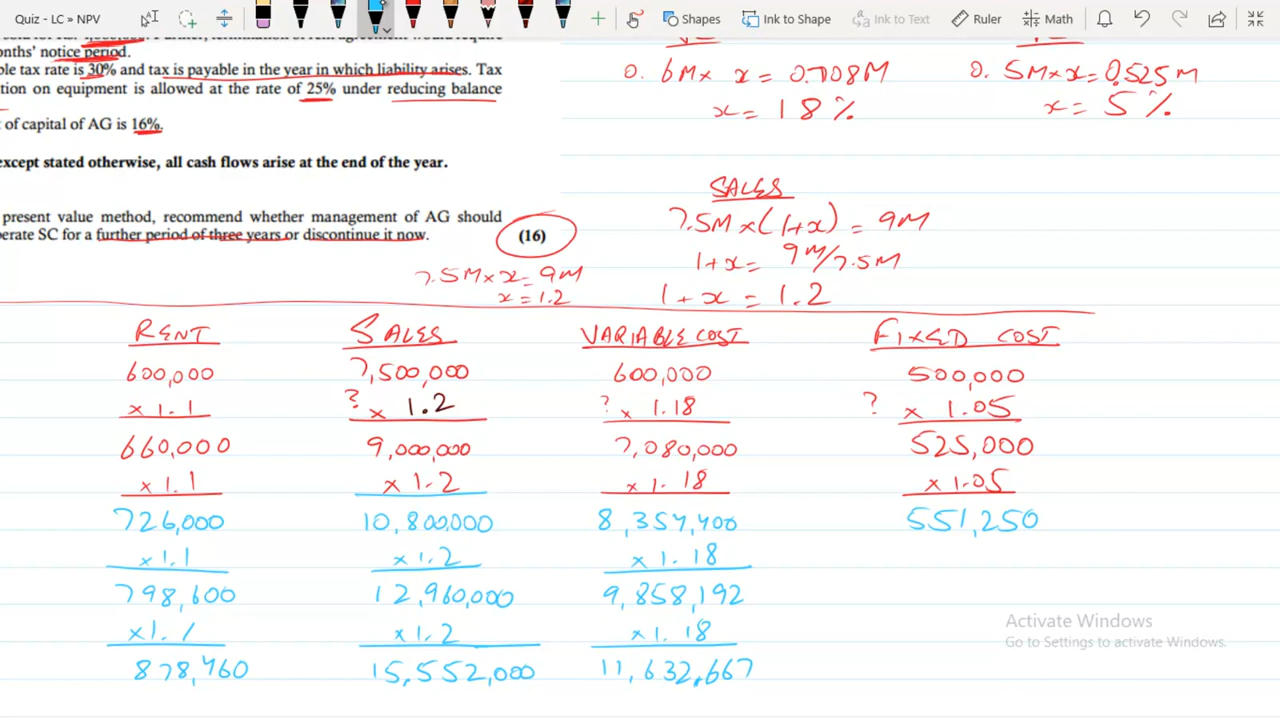 Quiz - LC » NPV
Shapes
Ink to Shape
Ink to Text
Ruler
Math
onths' notice period.
ble tax rate is 30% and tax is payable in the year in which liability arises. Tax
tion on equipment is allowed at the rate of 25% under reducing balance
t of capital of AG is 16%.
except stated otherwise, all cash flows arise at the end of the year.
present value method, recommend whether management of AG should
perate SC for a further period of three years or discontinue it now. (16)
0. 6M x x = 0.708M
x = 18 %
0. 5M x x = 0.525M
x = 5 %
SALES
7.5M x (1+x) = 9M
1+x = 9M/7.5M
1+x = 1.2
7.5M x x = 9M
x = 1.2
RENT SALES VARIABLE COST FIXED COST
600,000 7,500,000 600,000 500,000
x 1.1 ? x 1.2 ? x 1.18 ? x 1.05
660,000 9,000,000 7,080,000 525,000
x 1.1 x 1.2 x 1.18 x 1.05
726,000 10,800,000 8,354,400 551,250
x 1.1 x 1.2 x 1.18
798,600 12,960,000 9,858,192
x 1.1 x 1.2 x 1.18
878,460 15,552,000 11,632,667
Activate Windows
Go to Settings to activate Windows.